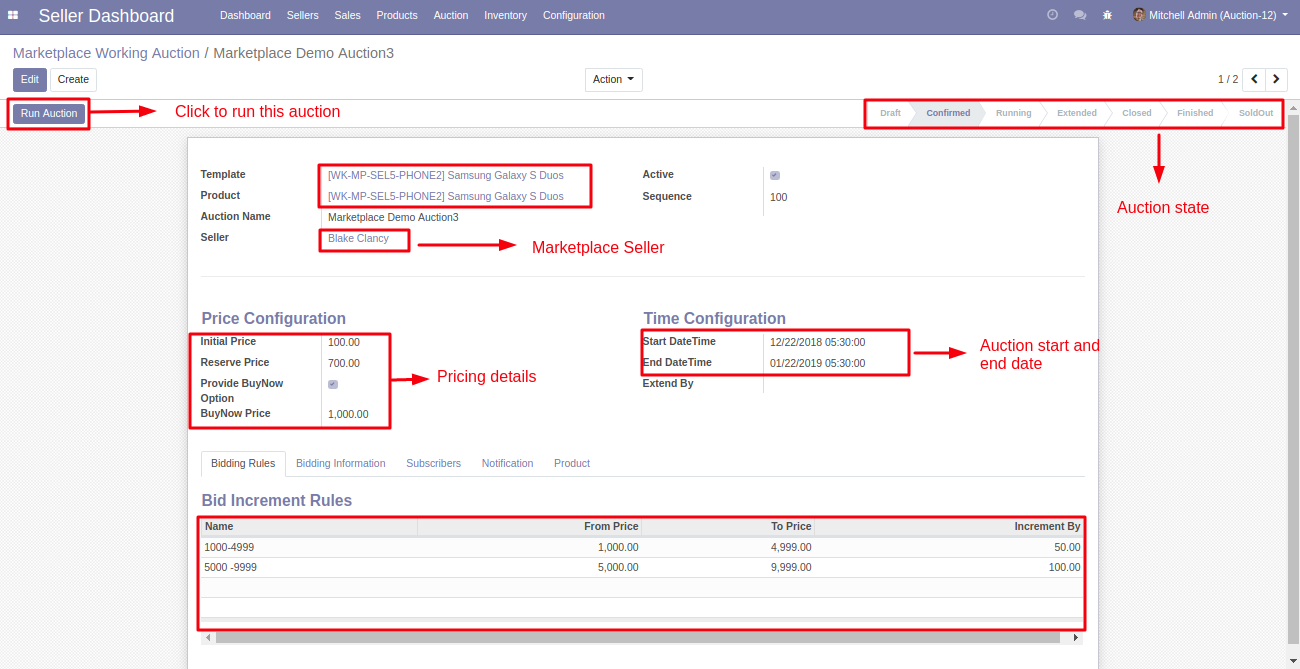 Seller Dashboard Dashboard Sellers Sales Products Auction Inventory Configuration Mitchell Admin (Auction-12)
Marketplace Working Auction / Marketplace Demo Auction3
Edit Create Action 1 / 2
Run Auction Click to run this auction Draft Confirmed Running Extended Closed Finished SoldOut
Auction state
Template [WK-MP-SEL5-PHONE2] Samsung Galaxy S Duos Active
Product [WK-MP-SEL5-PHONE2] Samsung Galaxy S Duos Sequence 100
Auction Name Marketplace Demo Auction3
Seller Blake Clancy Marketplace Seller
Price Configuration
Initial Price 100.00
Reserve Price 700.00
Provide BuyNow
Option
BuyNow Price 1,000.00
Pricing details
Time Configuration
Start DateTime 12/22/2018 05:30:00
End DateTime 01/22/2019 05:30:00
Extend By
Auction start and
end date
Bidding Rules Bidding Information Subscribers Notification Product
Bid Increment Rules
Name From Price To Price Increment By
1000-4999 1,000.00 4,999.00 50.00
5000 -9999 5,000.00 9,999.00 100.00